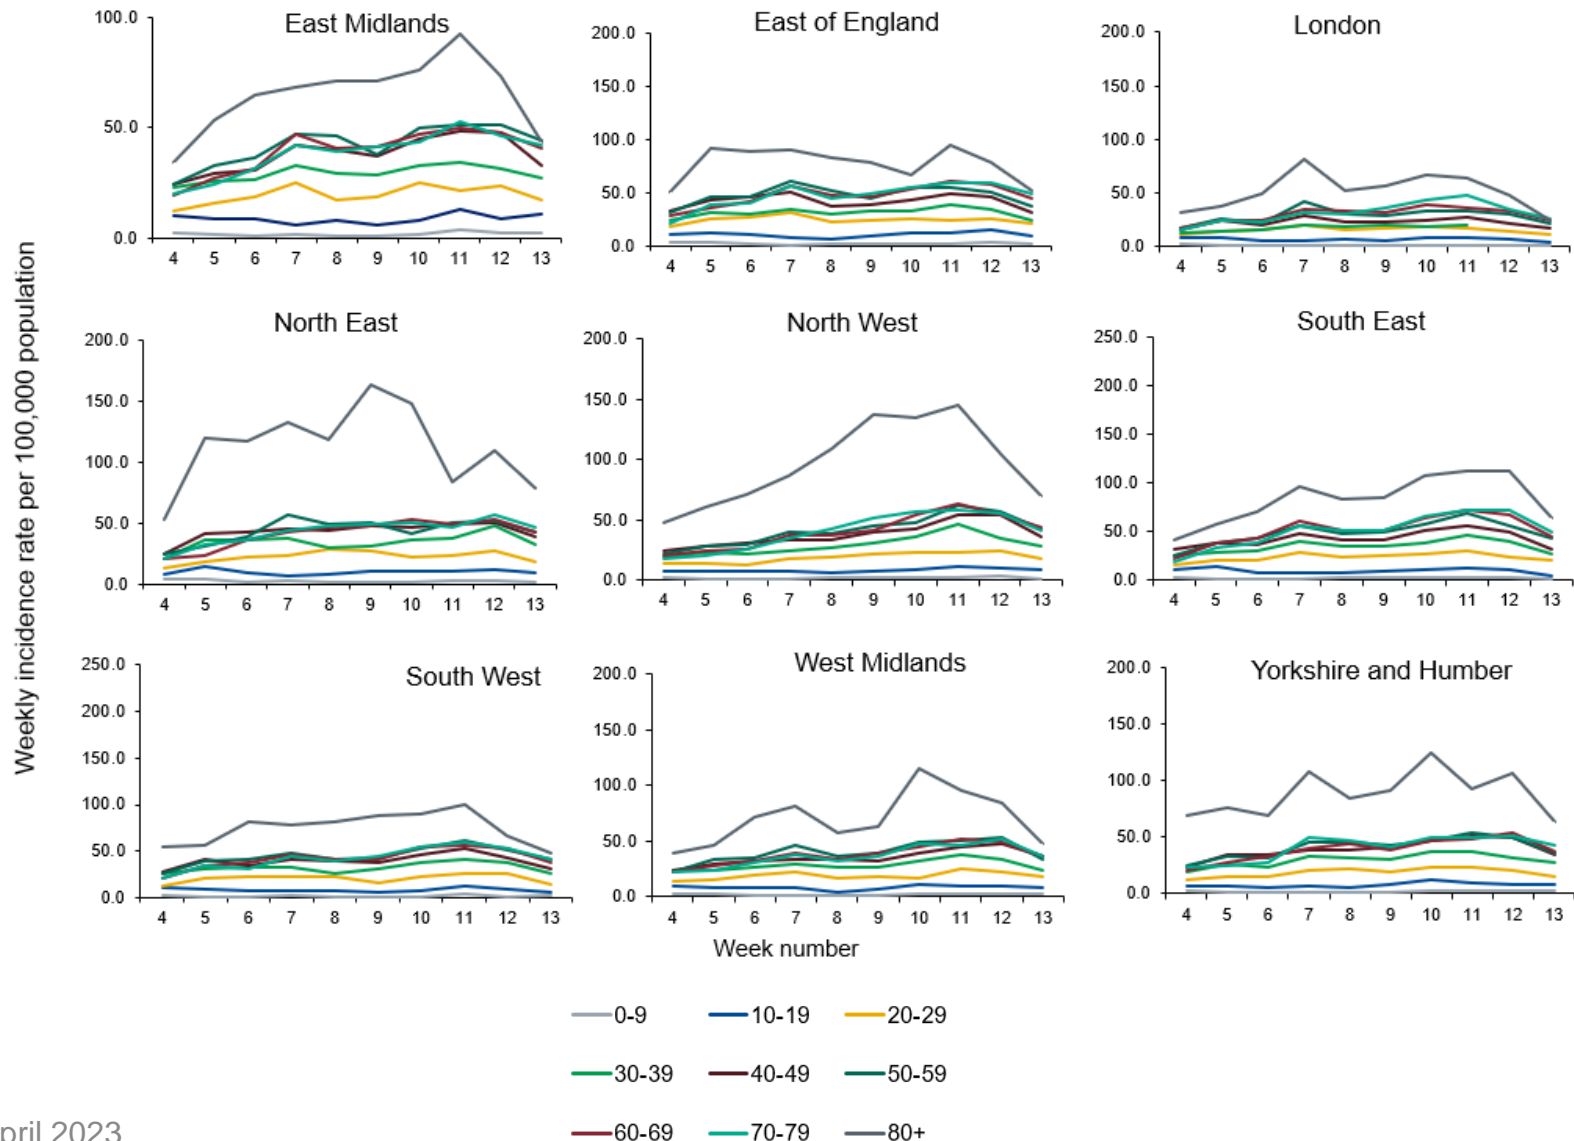 East Midlands
100.0
50.0
0.0
4 5 6 7 8 9 10 11 12 13
East of England
200.0
150.0
100.0
50.0
0.0
4 5 6 7 8 9 10 11 12 13
London
200.0
150.0
100.0
50.0
0.0
4 5 6 7 8 9 10 11 12 13
Weekly incidence rate per 100,000 population
North East
200.0
150.0
100.0
50.0
0.0
4 5 6 7 8 9 10 11 12 13
North West
200.0
150.0
100.0
50.0
0.0
4 5 6 7 8 9 10 11 12 13
South East
250.0
200.0
150.0
100.0
50.0
0.0
4 5 6 7 8 9 10 11 12 13
South West
250.0
200.0
150.0
100.0
50.0
0.0
4 5 6 7 8 9 10 11 12 13
West Midlands
200.0
150.0
100.0
50.0
0.0
4 5 6 7 8 9 10 11 12 13
Yorkshire and Humber
200.0
150.0
100.0
50.0
0.0
4 5 6 7 8 9 10 11 12 13
Week number
0-9 10-19 20-29
30-39 40-49 50-59
60-69 70-79 80+
pril 2023